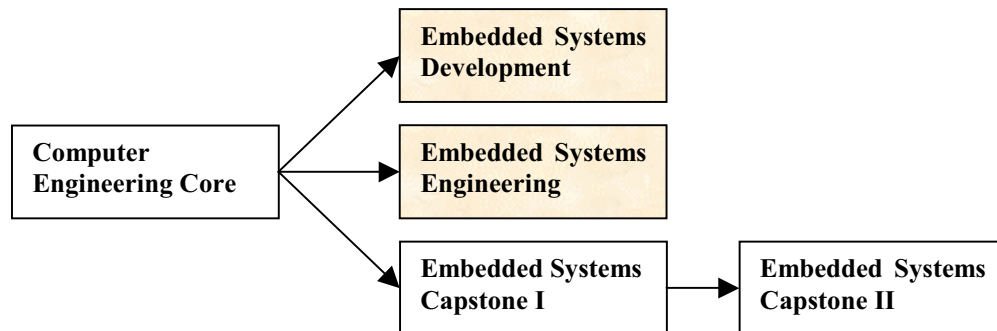 Embedded Systems
Development
Computer
Engineering Core
Embedded Systems
Engineering
Embedded Systems
Capstone I
Embedded Systems
Capstone II